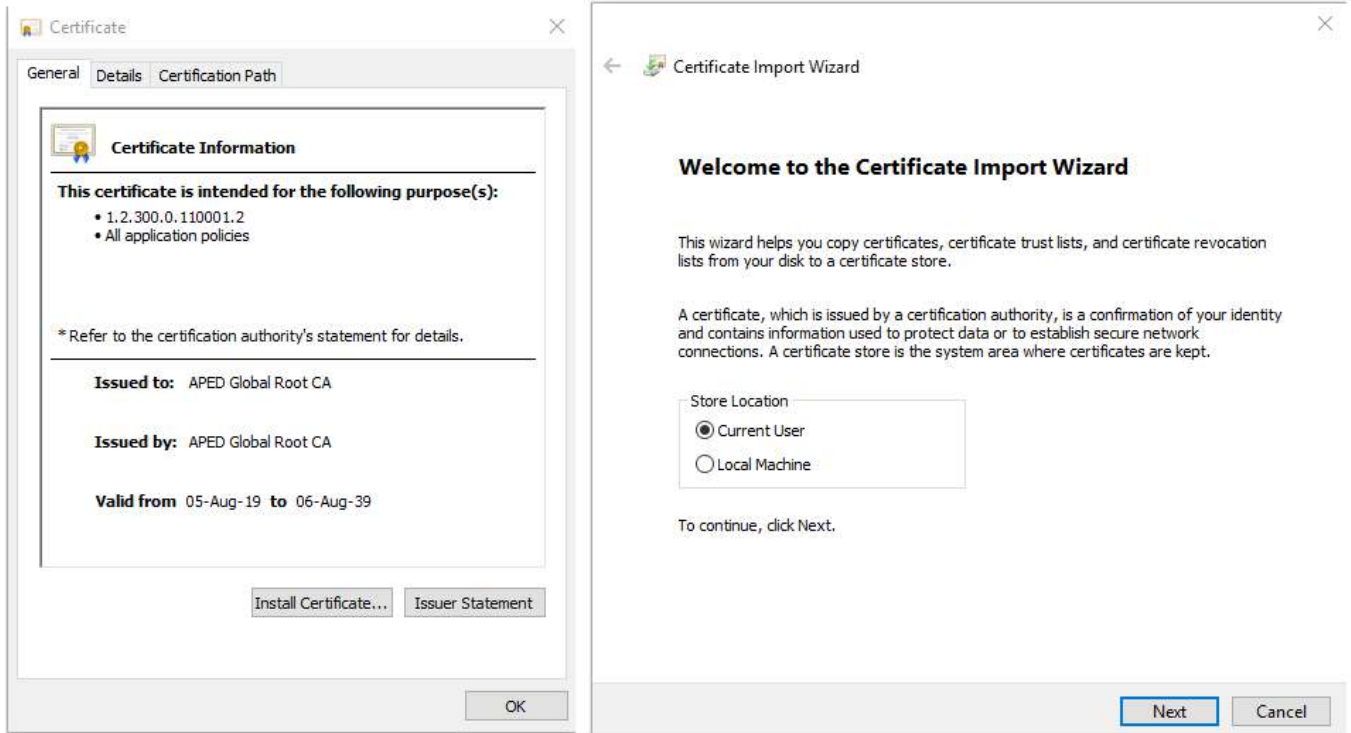 Certificate
General Details Certification Path
Certificate Information
This certificate is intended for the following purpose(s):
• 1.2.300.0.110001.2
• All application policies
* Refer to the certification authority's statement for details.
Issued to: APED Global Root CA
Issued by: APED Global Root CA
Valid from 05-Aug-19 to 06-Aug-39
Install Certificate... Issuer Statement
OK
Certificate Import Wizard
Welcome to the Certificate Import Wizard
This wizard helps you copy certificates, certificate trust lists, and certificate revocation
lists from your disk to a certificate store.
A certificate, which is issued by a certification authority, is a confirmation of your identity
and contains information used to protect data or to establish secure network
connections. A certificate store is the system area where certificates are kept.
Store Location
Current User
Local Machine
To continue, click Next.
Next Cancel